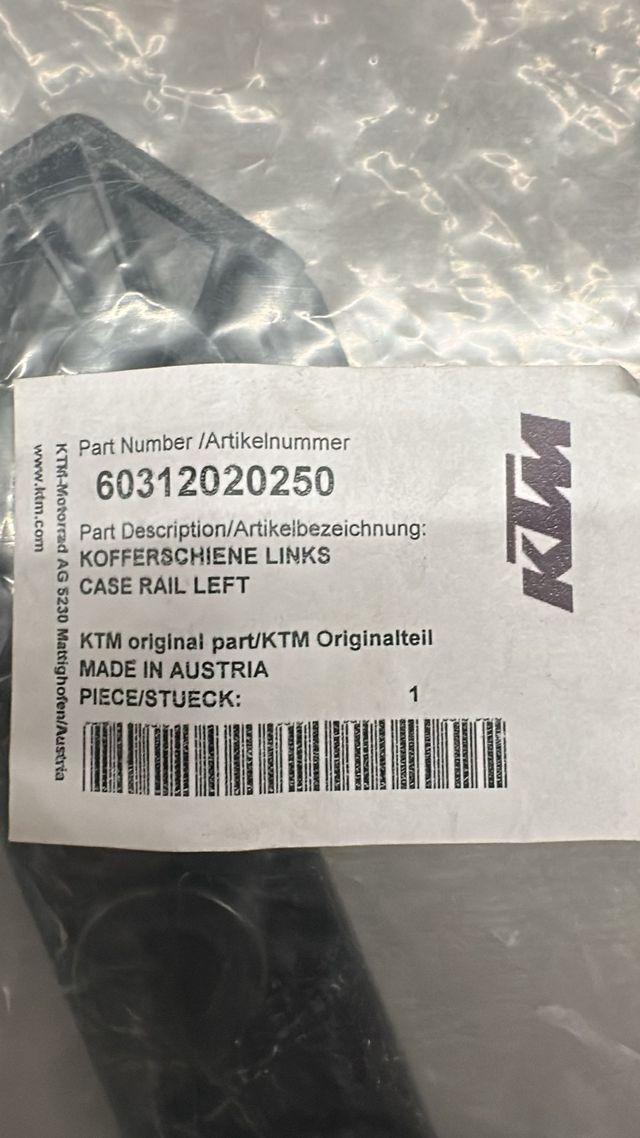 Part Number /Artikelnummer
60312020250
Part Description/Artikelbezeichnung:
KOFFERSCHIENE LINKS
CASE RAIL LEFT
KTM original part/KTM Originalteil
MADE IN AUSTRIA
PIECE/STUECK: 1
KTM-Motorrad AG 5230 Mattighofen/Austria
www.ktm.com
KTM